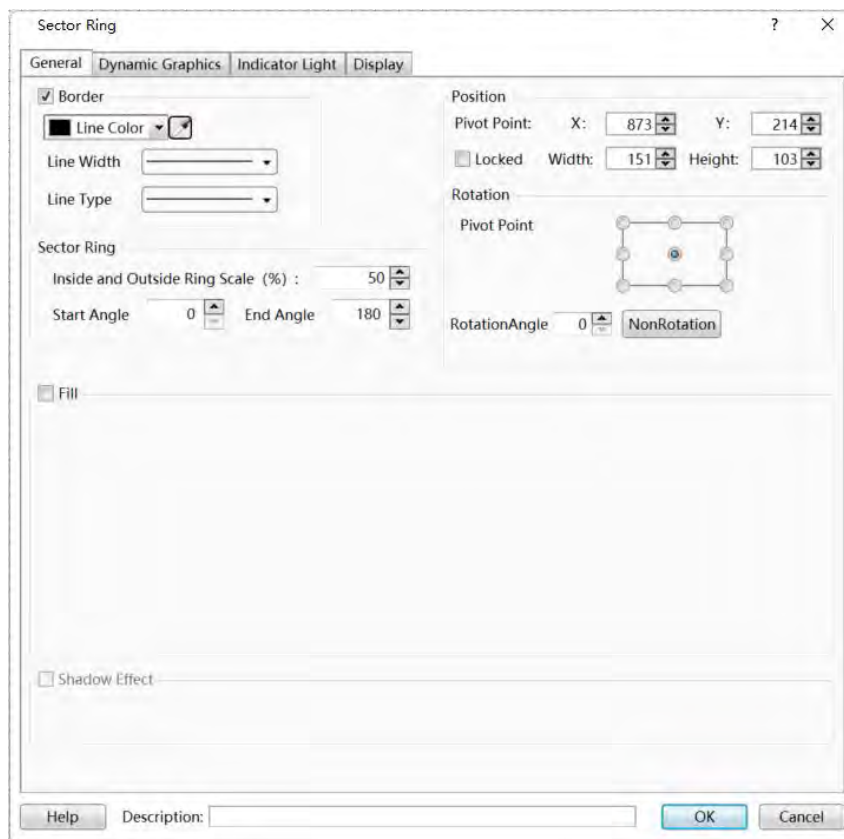 Sector Ring
General Dynamic Graphics Indicator Light Display
Border
Line Color
Line Width
Line Type
Position
Pivot Point: X: 873 Y: 214
Locked Width: 151 Height: 103
Rotation
Pivot Point
RotationAngle 0 NonRotation
Sector Ring
Inside and Outside Ring Scale (%) : 50
Start Angle 0 End Angle 180
Fill
Shadow Effect
Help Description: OK Cancel